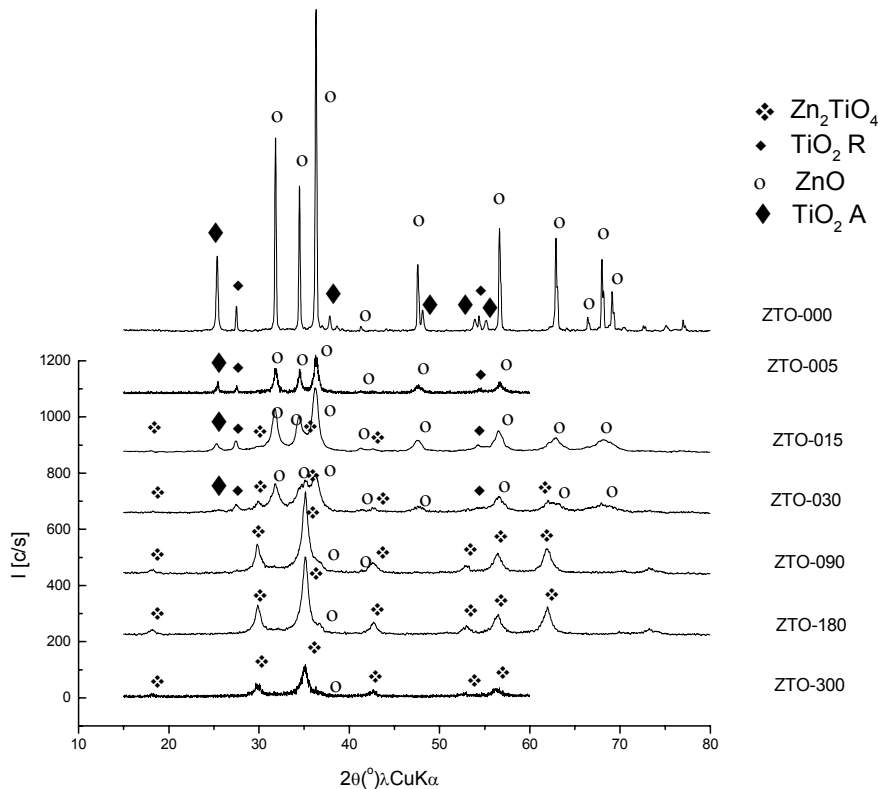 Zn2TiO4
TiO2 R
ZnO
TiO2 A
ZTO-000
ZTO-005
ZTO-015
ZTO-030
ZTO-090
ZTO-180
ZTO-300
I [c/s]
1200
1000
800
600
400
200
0
10 20 30 40 50 60 70 80
2θ(°)λCuKα